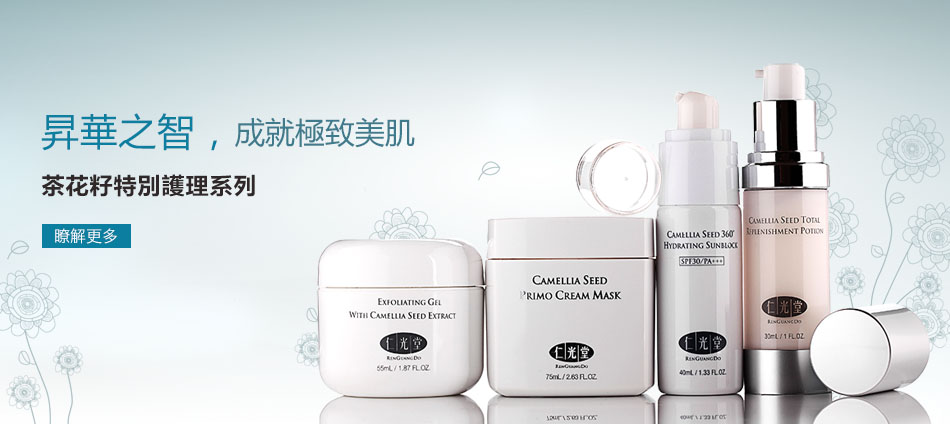 昇華之智，成就極致美肌
茶花籽特別護理系列
瞭解更多
EXFOLIATING GEL
WITH CAMELLIA SEED EXTRACT
仁光堂
RENGUANGDO
55mL / 1.87 FL.OZ.
CAMELLIA SEED
PRIMO CREAM MASK
仁光堂
RENGUANGDO
75mL / 2.63 FL.OZ.
CAMELLIA SEED 360°
HYDRATING SUNBLOCK
SPF30/PA+++
仁光堂
RENGUANGDO
40mL / 1.33 FL.OZ.
CAMELLIA SEED TOTAL
REPLENISHMENT POTION
仁光堂
RENGUANGDO
30mL / 1 FL.OZ.